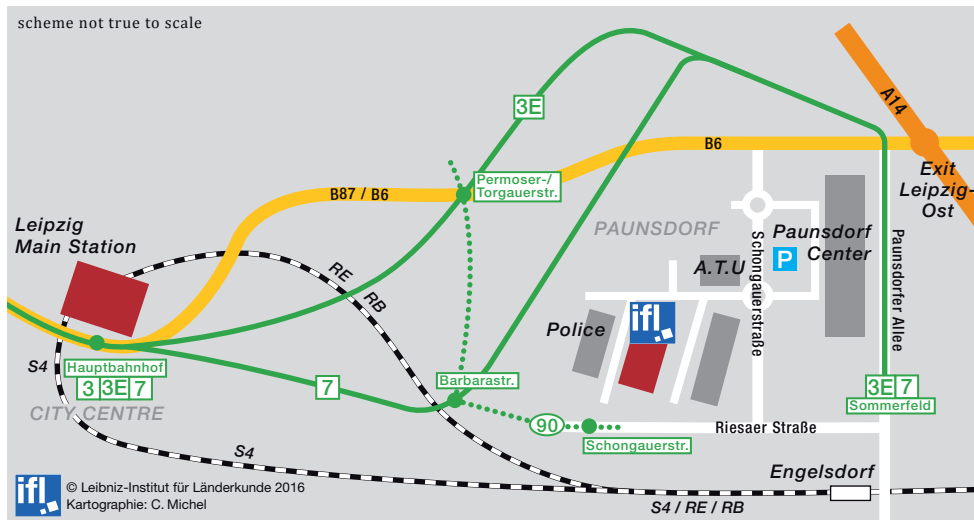 scheme not true to scale
A14
3E
B6
Exit
Leipzig-
Ost
Permoser-/
Torgauerstr.
B87 / B6
Leipzig
Main Station
PAUNSDORF
Schongauerstraße
Paunsdorf
Center
P
Paunsdorfer Allee
A.T.U
RE
RB
ifl
Police
S4
Hauptbahnhof
3 3E 7
CITY CENTRE
7
Barbarastr.
3E 7
Sommerfeld
90
Riesaer Straße
Schongauerstr.
S4
Engelsdorf
ifl
© Leibniz-Institut für Länderkunde 2016
Kartographie: C. Michel
S4 / RE / RB